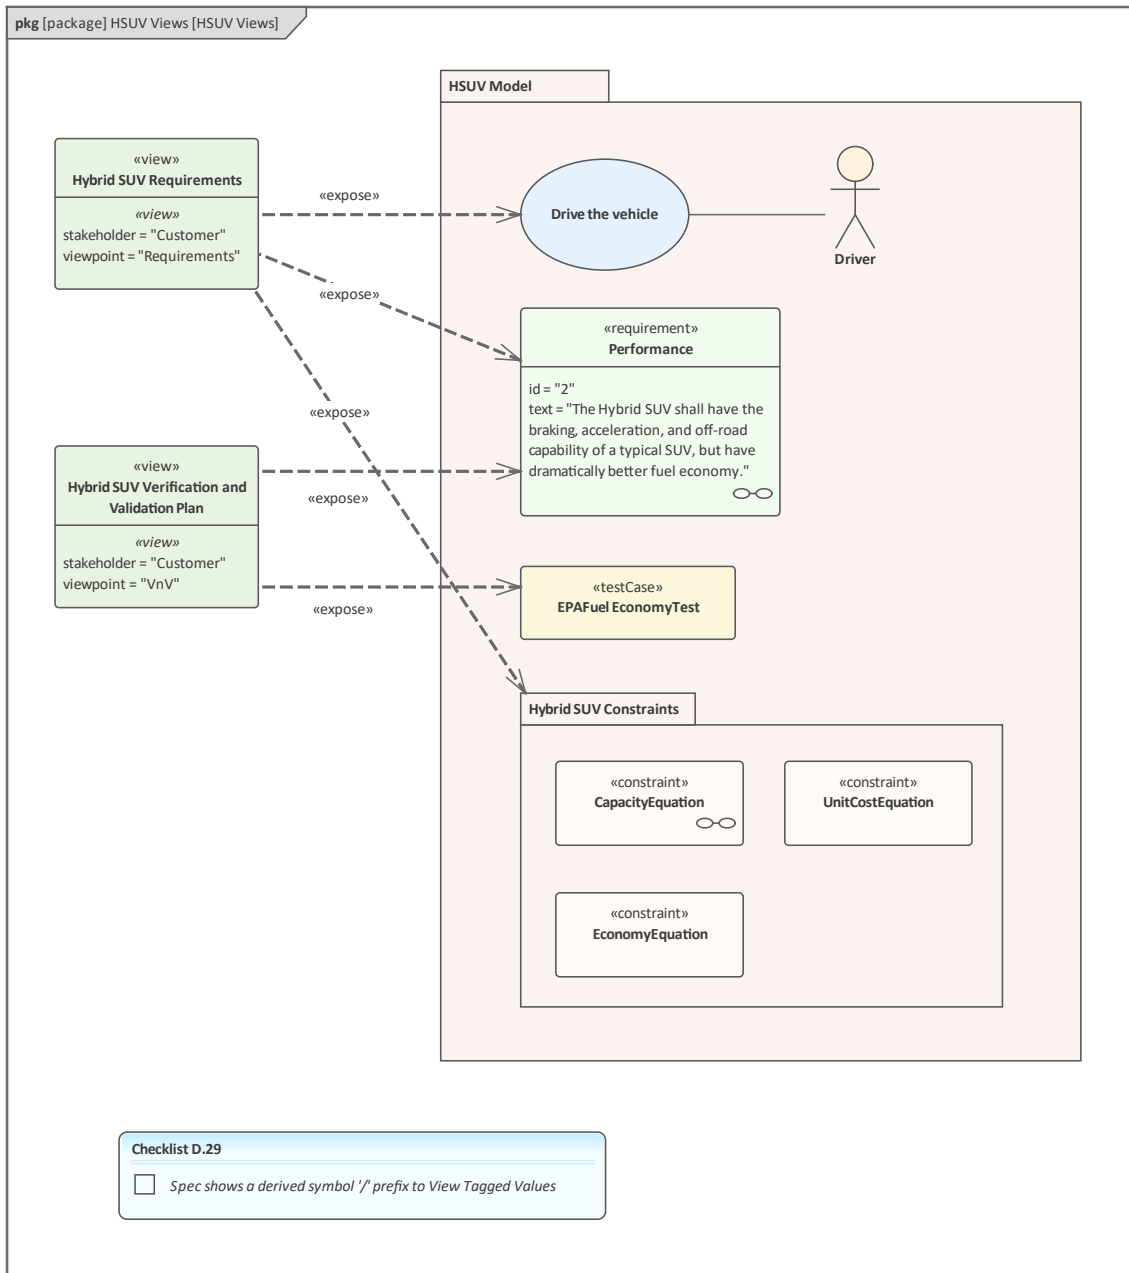 pkg [package] HSUV Views [HSUV Views]
HSUV Model
«view»
Hybrid SUV Requirements
«view»
stakeholder = "Customer"
viewpoint = "Requirements"
«expose»
Drive the vehicle
Driver
«expose»
«requirement»
Performance
id = "2"
text = "The Hybrid SUV shall have the
braking, acceleration, and off-road
capability of a typical SUV, but have
dramatically better fuel economy."
«expose»
«view»
Hybrid SUV Verification and
Validation Plan
«view»
stakeholder = "Customer"
viewpoint = "VnV"
«expose»
«expose»
«testCase»
EPAFuel EconomyTest
Hybrid SUV Constraints
«constraint»
CapacityEquation
«constraint»
UnitCostEquation
«constraint»
EconomyEquation
Checklist D.29
Spec shows a derived symbol '/' prefix to View Tagged Values